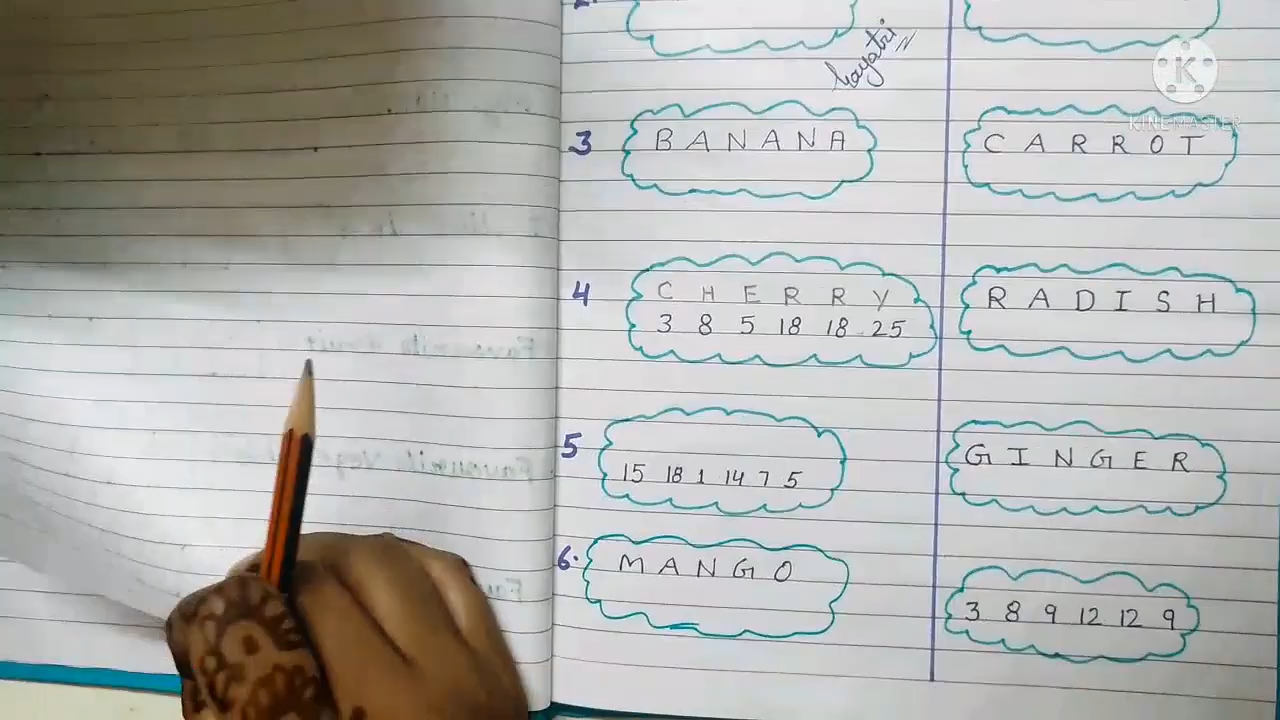 Gayatri
KINEMASTER
3 BANANA CARROT
4 CHERRY RADISH
3 8 5 18 18 25
5 GINGER
15 18 1 14 7 5
6. MANGO
3 8 9 12 12 9